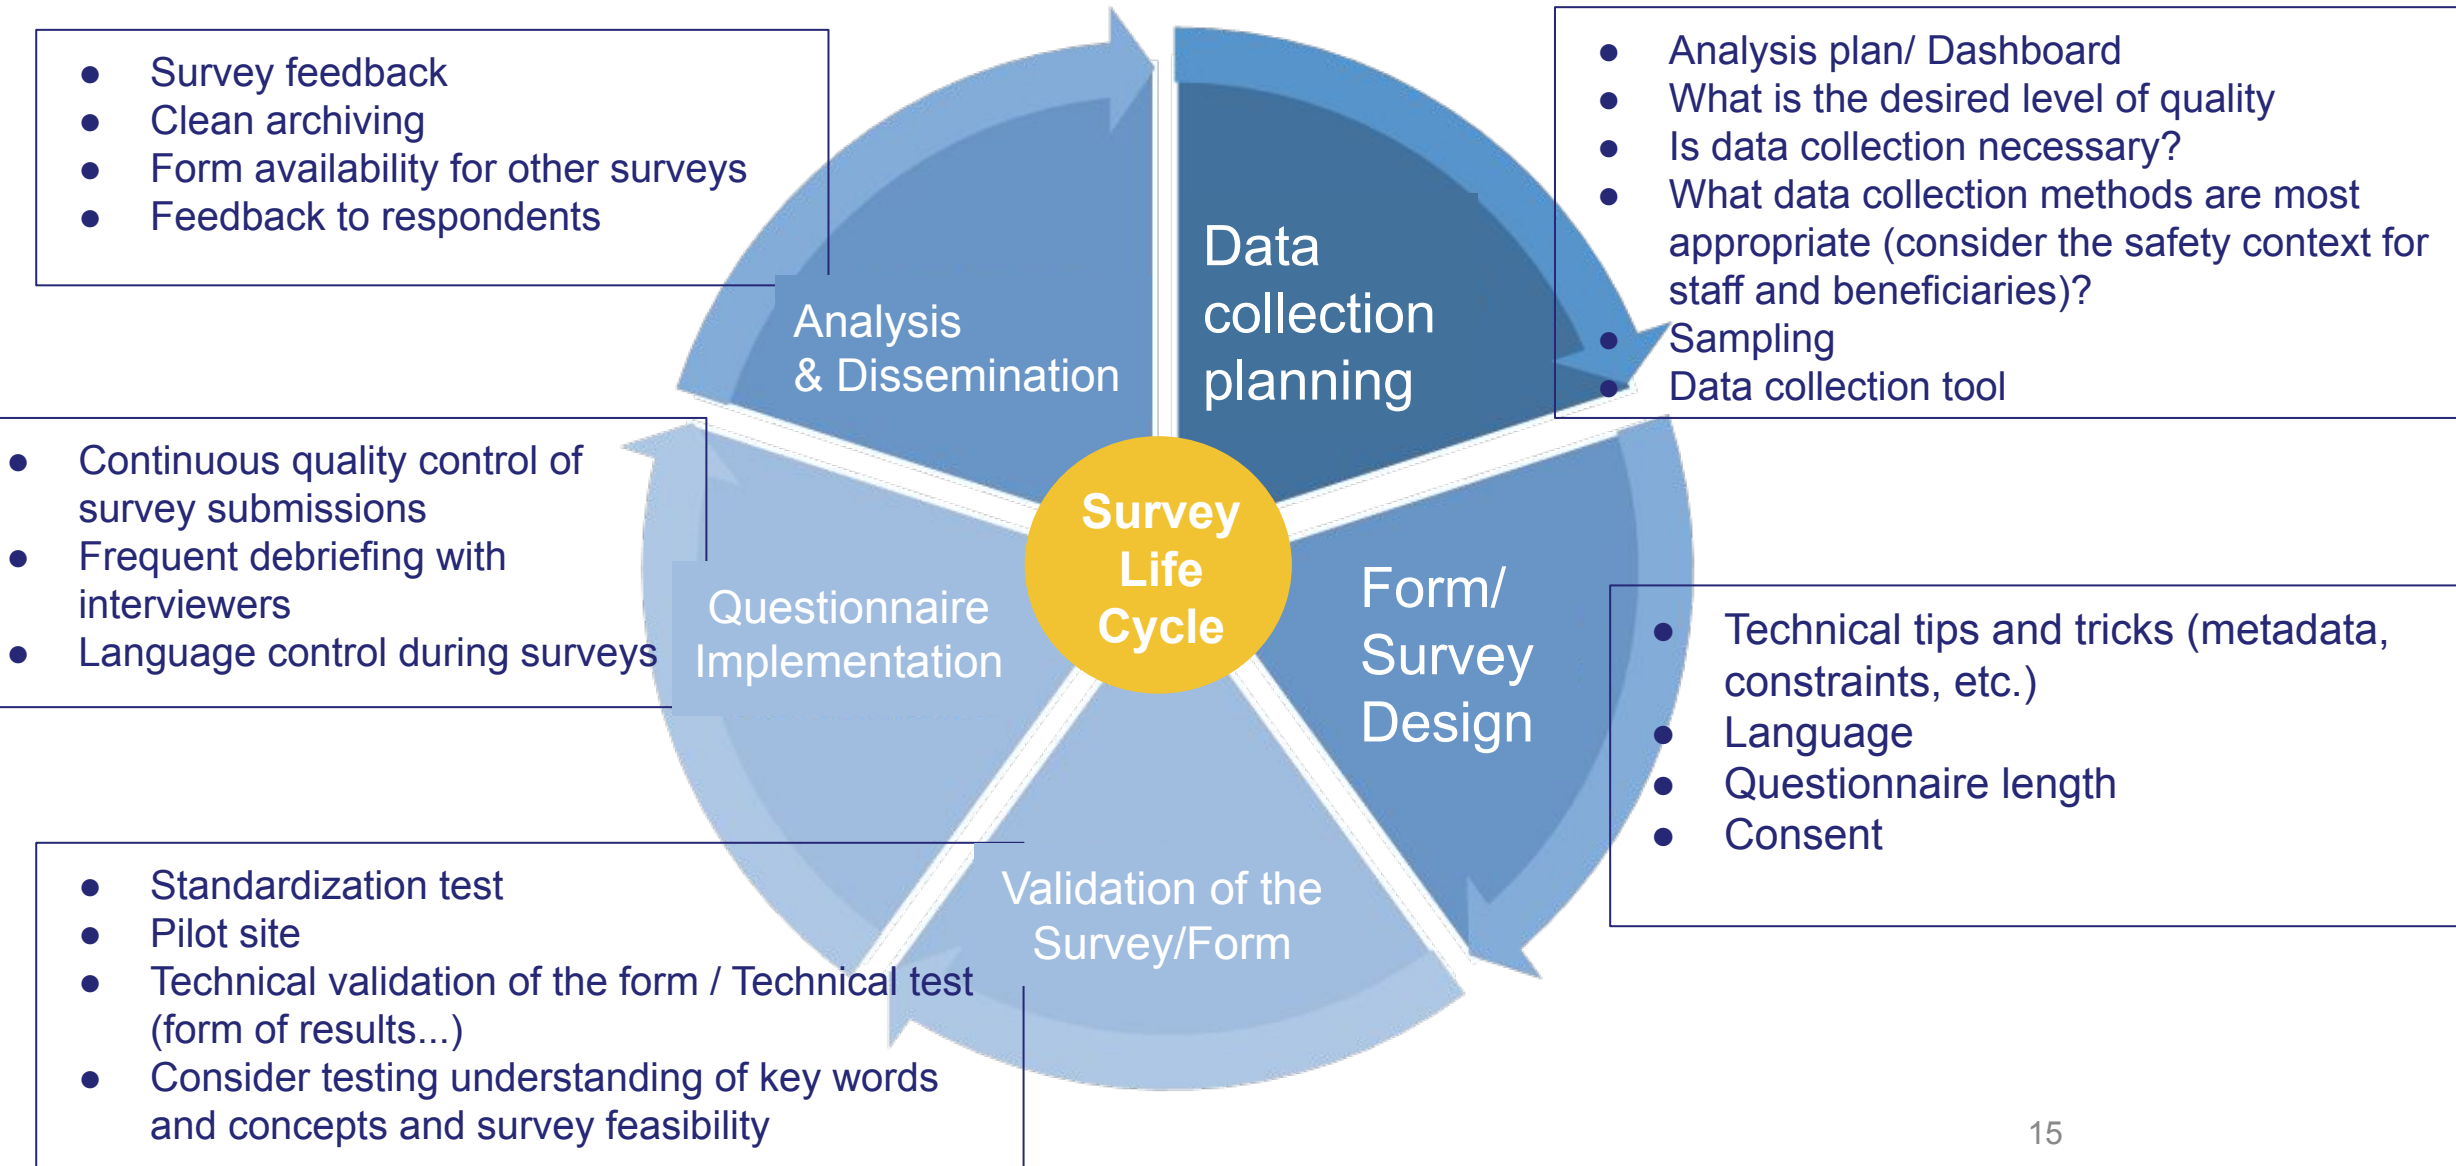 ● Survey feedback
● Clean archiving
● Form availability for other surveys
● Feedback to respondents
● Analysis plan/ Dashboard
● What is the desired level of quality
● Is data collection necessary?
● What data collection methods are most
appropriate (consider the safety context for
staff and beneficiaries)?
● Sampling
● Data collection tool
Data
collection
planning
Analysis
& Dissemination
● Continuous quality control of
survey submissions
● Frequent debriefing with
interviewers
● Language control during surveys
Survey
Life
Cycle
Questionnaire
Implementation
Form/
Survey
Design
● Technical tips and tricks (metadata,
constraints, etc.)
● Language
● Questionnaire length
● Consent
● Standardization test
● Pilot site
● Technical validation of the form / Technical test
(form of results...)
● Consider testing understanding of key words
and concepts and survey feasibility
Validation of the
Survey/Form
15